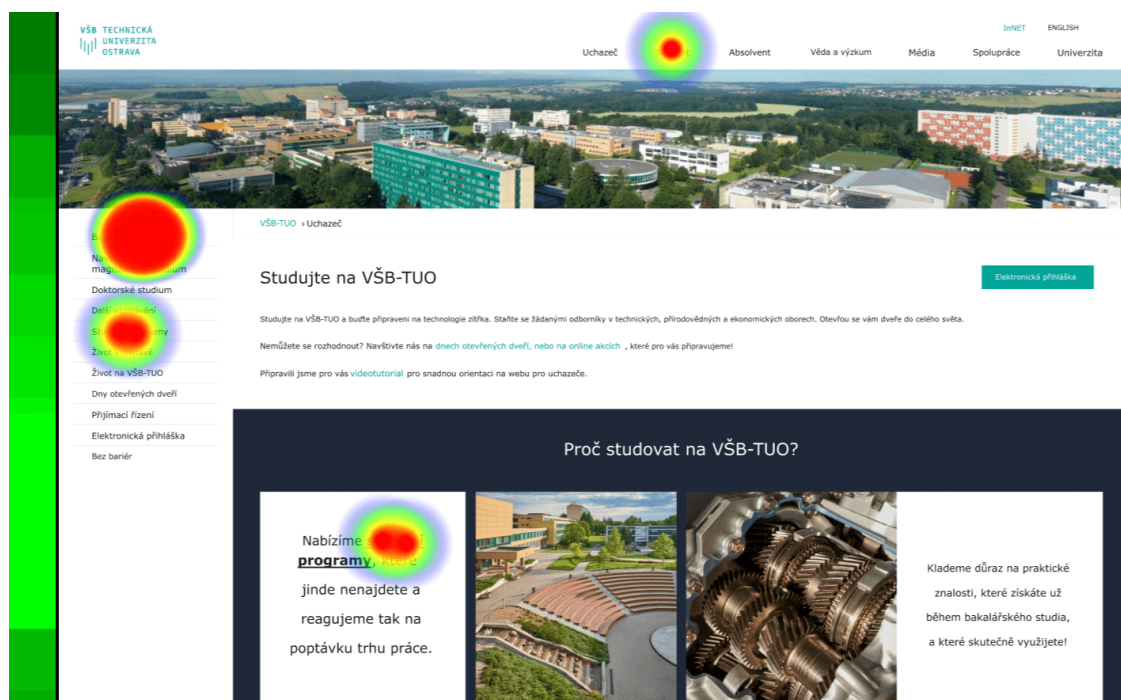 VŠB TECHNICKÁ
UNIVERZITA
OSTRAVA
InNET ENGLISH
Uchazeč Absolvent Věda a výzkum Média Spolupráce Univerzita
VŠB-TUO › Uchazeč
Doktorské studium
Další vzdělávání
Život na VŠB-TUO
Dny otevřených dveří
Přijímací řízení
Elektronická přihláška
Bez bariér
Studujte na VŠB-TUO
Elektronická přihláška
Studujte na VŠB-TUO a buďte připraveni na technologie zítřka. Staňte se žádanými odborníky v technických, přírodovědných a ekonomických oborech. Otevřou se vám dveře do celého světa.
Nemůžete se rozhodnout? Navštivte nás na dnech otevřených dveří, nebo na online akcích , které pro vás připravujeme!
Připravili jsme pro vás videotutorial pro snadnou orientaci na webu pro uchazeče.
Proč studovat na VŠB-TUO?
Nabízíme
programy, které
jinde nenajdete a
reagujeme tak na
poptávku trhu práce.
Klademe důraz na praktické
znalosti, které získáte už
během bakalářského studia,
a které skutečně využijete!